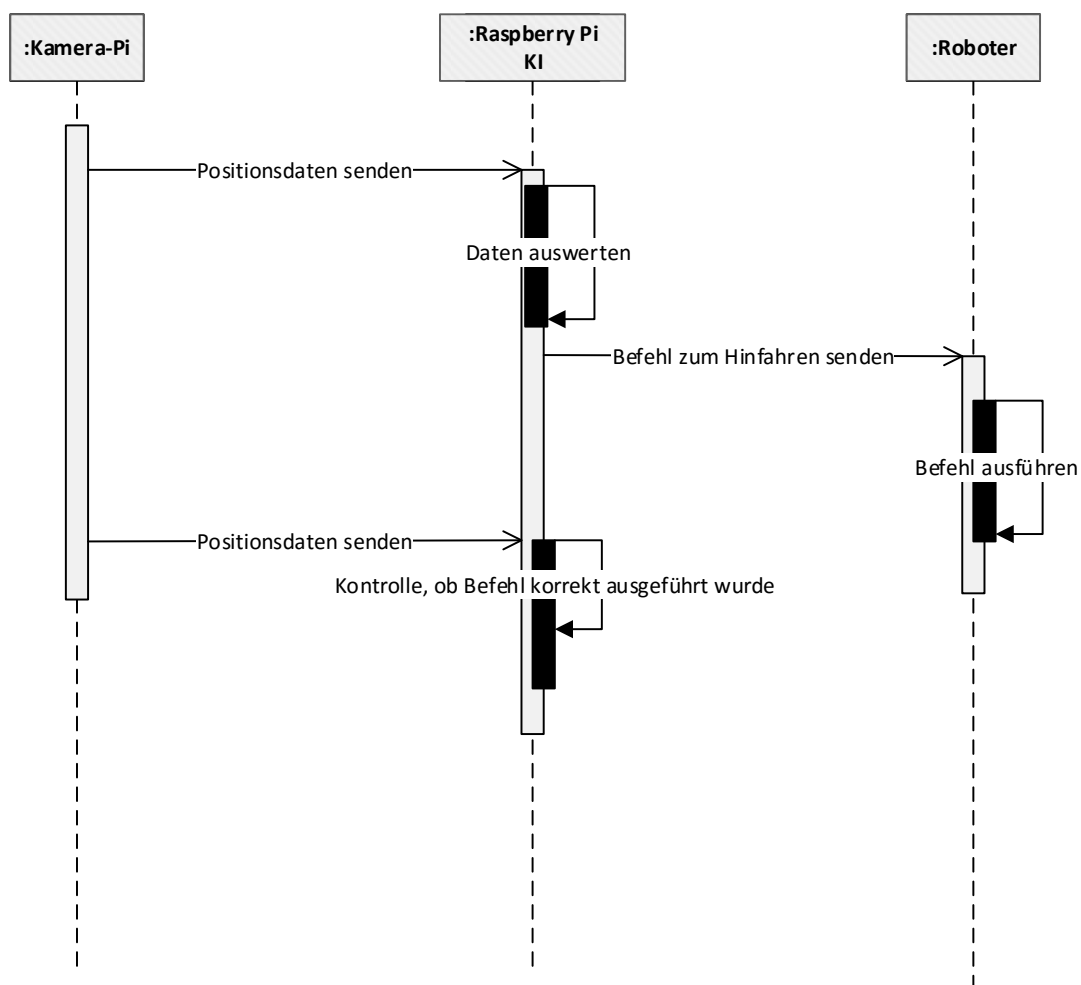 :Kamera-Pi
:Raspberry Pi
KI
:Roboter
Positionsdaten senden
Daten auswerten
Befehl zum Hinfahren senden
Befehl ausführen
Positionsdaten senden
Kontrolle, ob Befehl korrekt ausgeführt wurde